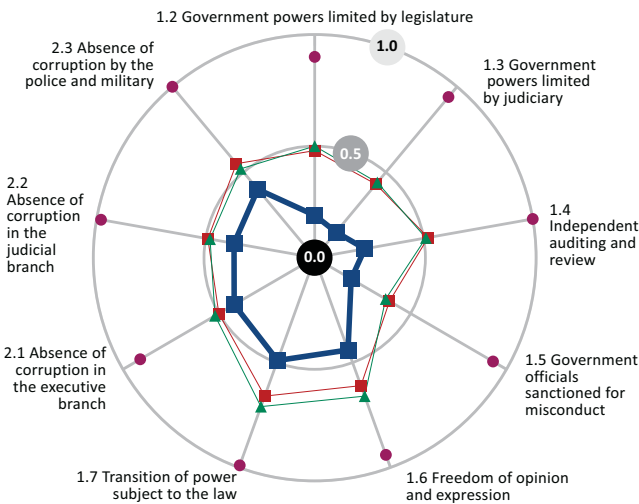 1.2 Government powers limited by legislature
2.3 Absence of
corruption by the
police and military
1.0
1.3 Government
powers limited
by judiciary
0.5
2.2
Absence of
corruption
in the
judicial
branch
1.4
Independent
auditing and
review
0.0
2.1 Absence of
corruption in
the executive
branch
1.5 Government
officials
sanctioned for
misconduct
1.7 Transition of power
subject to the law
1.6 Freedom of opinion
and expression